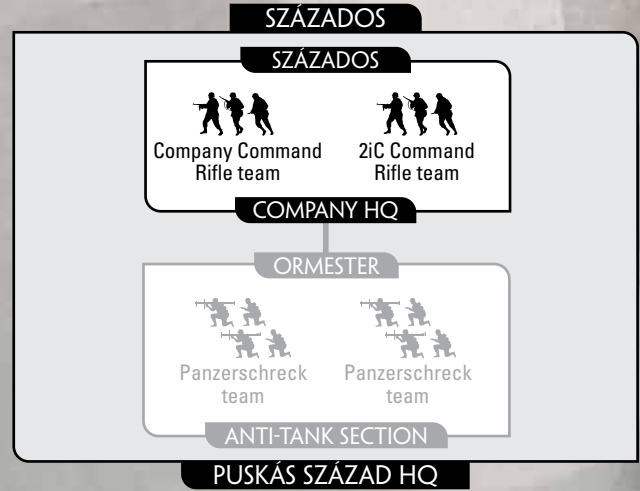 SZÁZADOS
SZÁZADOS
Company Command
Rifle team
2iC Command
Rifle team
COMPANY HQ
ORMESTER
Panzerschreck
team
Panzerschreck
team
ANTI-TANK SECTION
PUSKÁS SZÁZAD HQ